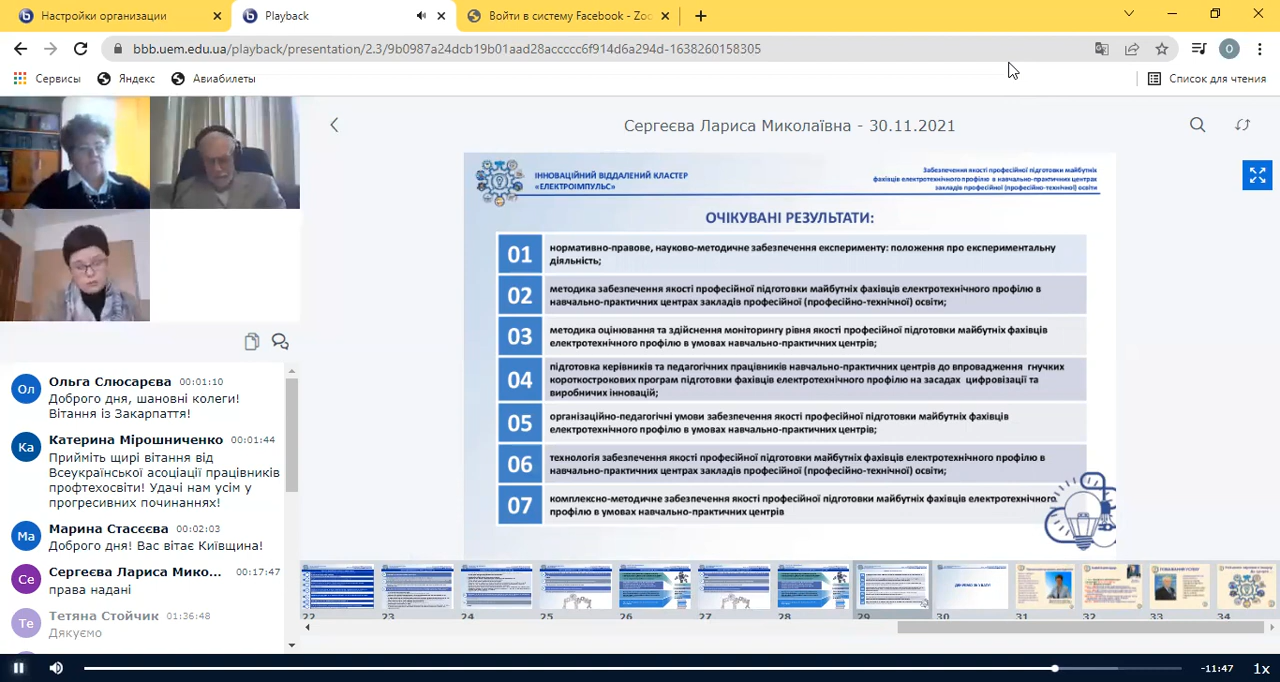 Настройки организации
Playback
Войти в систему Facebook - Zoc
bbb.uem.edu.ua/playback/presentation/2.3/9b0987a24dcb19b01aad28accccc6f914d6a294d-1638260158305
О
Сервисы
Яндекс
Авиабилеты
Список для чтения
Сергеєва Лариса Миколаївна - 30.11.2021
ІННОВАЦІЙНИЙ ВІДДАЛЕНИЙ КЛАСТЕР
«ЕЛЕКТРОІМПУЛЬС»
Забезпечення якості професійної підготовки майбутніх
фахівців електротехнічного профілю в навчально-практичних центрах
закладів професійної (професійно-технічної) освіти
ОЧІКУВАНІ РЕЗУЛЬТАТИ:
01
нормативно-правове, науково-методичне забезпечення експерименту: положення про експериментальну
діяльність;
02
методика забезпечення якості професійної підготовки майбутніх фахівців електротехнічного профілю в
навчально-практичних центрах закладів професійної (професійно-технічної) освіти;
03
методика оцінювання та здійснення моніторингу рівня якості професійної підготовки майбутніх фахівців
електротехнічного профілю в умовах навчально-практичних центрів;
04
підготовка керівників та педагогічних працівників навчально-практичних центрів до впровадження гнучких
короткострокових програм підготовки фахівців електротехнічного профілю на засадах цифровізації та
виробничих інновацій;
05
організаційно-педагогічні умови забезпечення якості професійної підготовки майбутніх фахівців
електротехнічного профілю в умовах навчально-практичних центрів;
06
технологія забезпечення якості професійної підготовки майбутніх фахівців електротехнічного профілю в
навчально-практичних центрах закладів професійної (професійно-технічної) освіти;
07
комплексно-методичне забезпечення якості професійної підготовки майбутніх фахівців електротехнічного
профілю в умовах навчально-практичних центрів
Ол
Ольга Слюсарєва 00:01:10
Доброго дня, шановні колеги!
Вітання із Закарпаття!
Ка
Катерина Мірошниченко 00:01:44
Прийміть щирі вітання від
Всеукраїнської асоціації працівників
профтехосвіти! Удачі нам усім у
прогресивних починаннях!
Ма
Марина Стасєєва 00:02:03
Доброго дня! Вас вітає Київщина!
Се
Сергеєва Лариса Мико... 00:17:47
права надані
Те
Тетяна Стойчик 01:36:48
Дякуємо
22 23 24 25 26 27 28 29 30 31 32 33 34
-11:47 1x